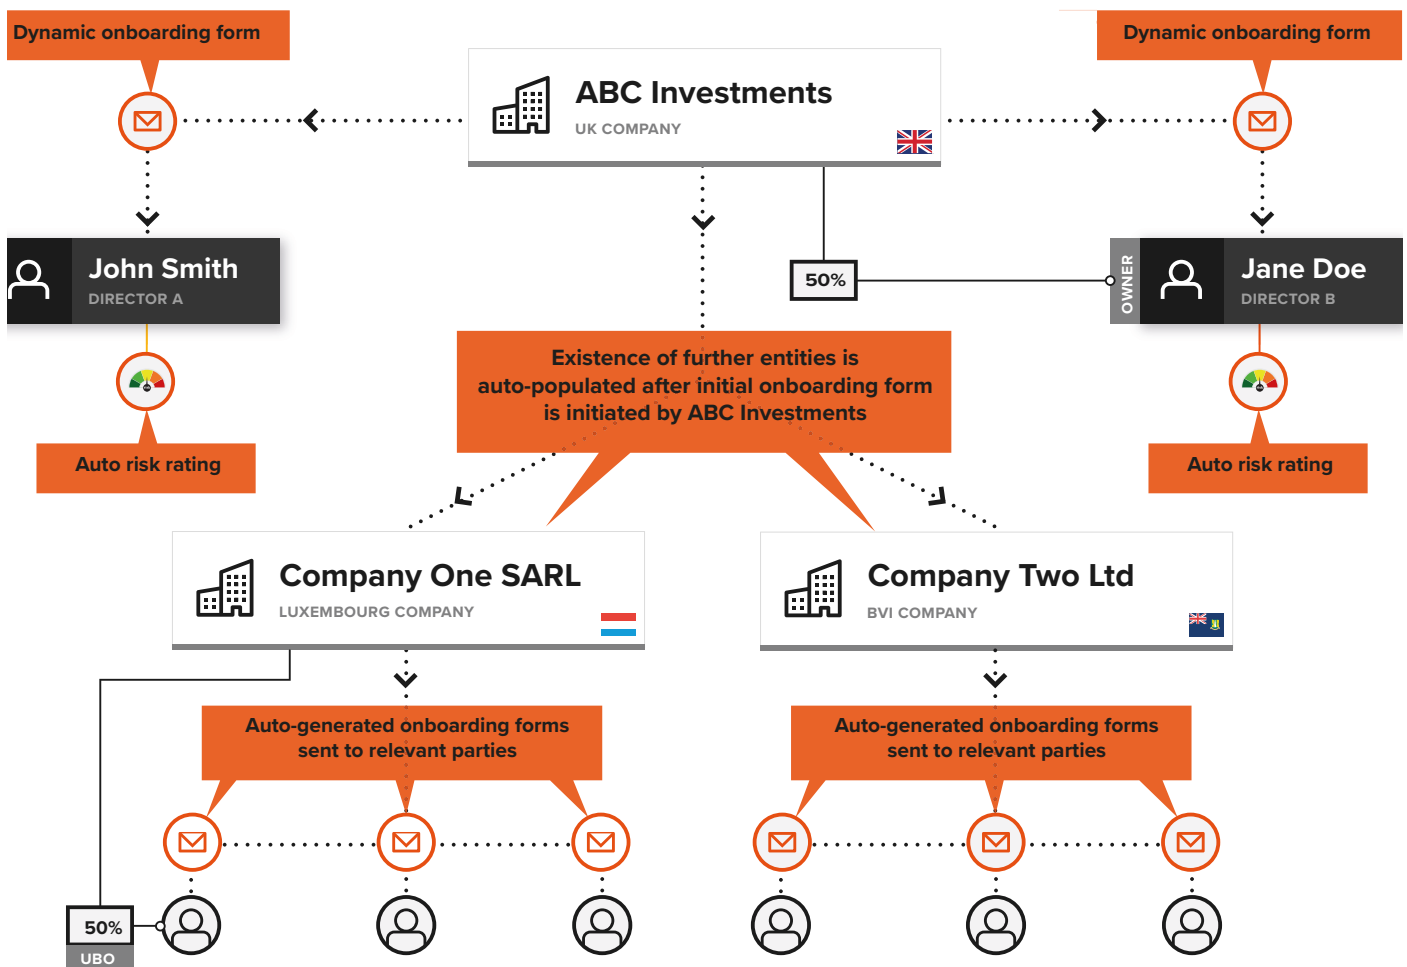 Dynamic onboarding form
Dynamic onboarding form
ABC Investments
UK COMPANY
John Smith
DIRECTOR A
50%
OWNER
Jane Doe
DIRECTOR B
Existence of further entities is
auto-populated after initial onboarding form
is initiated by ABC Investments
Auto risk rating
Auto risk rating
Company One SARL
LUXEMBOURG COMPANY
Company Two Ltd
BVI COMPANY
Auto-generated onboarding forms
sent to relevant parties
Auto-generated onboarding forms
sent to relevant parties
50%
UBO